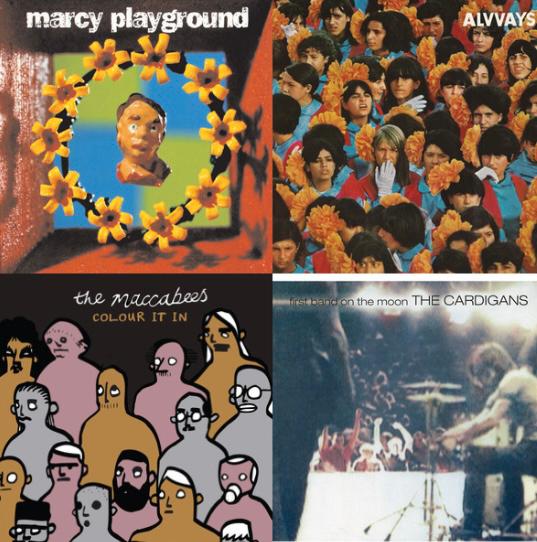 marcy playground
ALVVAYS
the maccabees
COLOUR IT IN
first band on the moon THE CARDIGANS